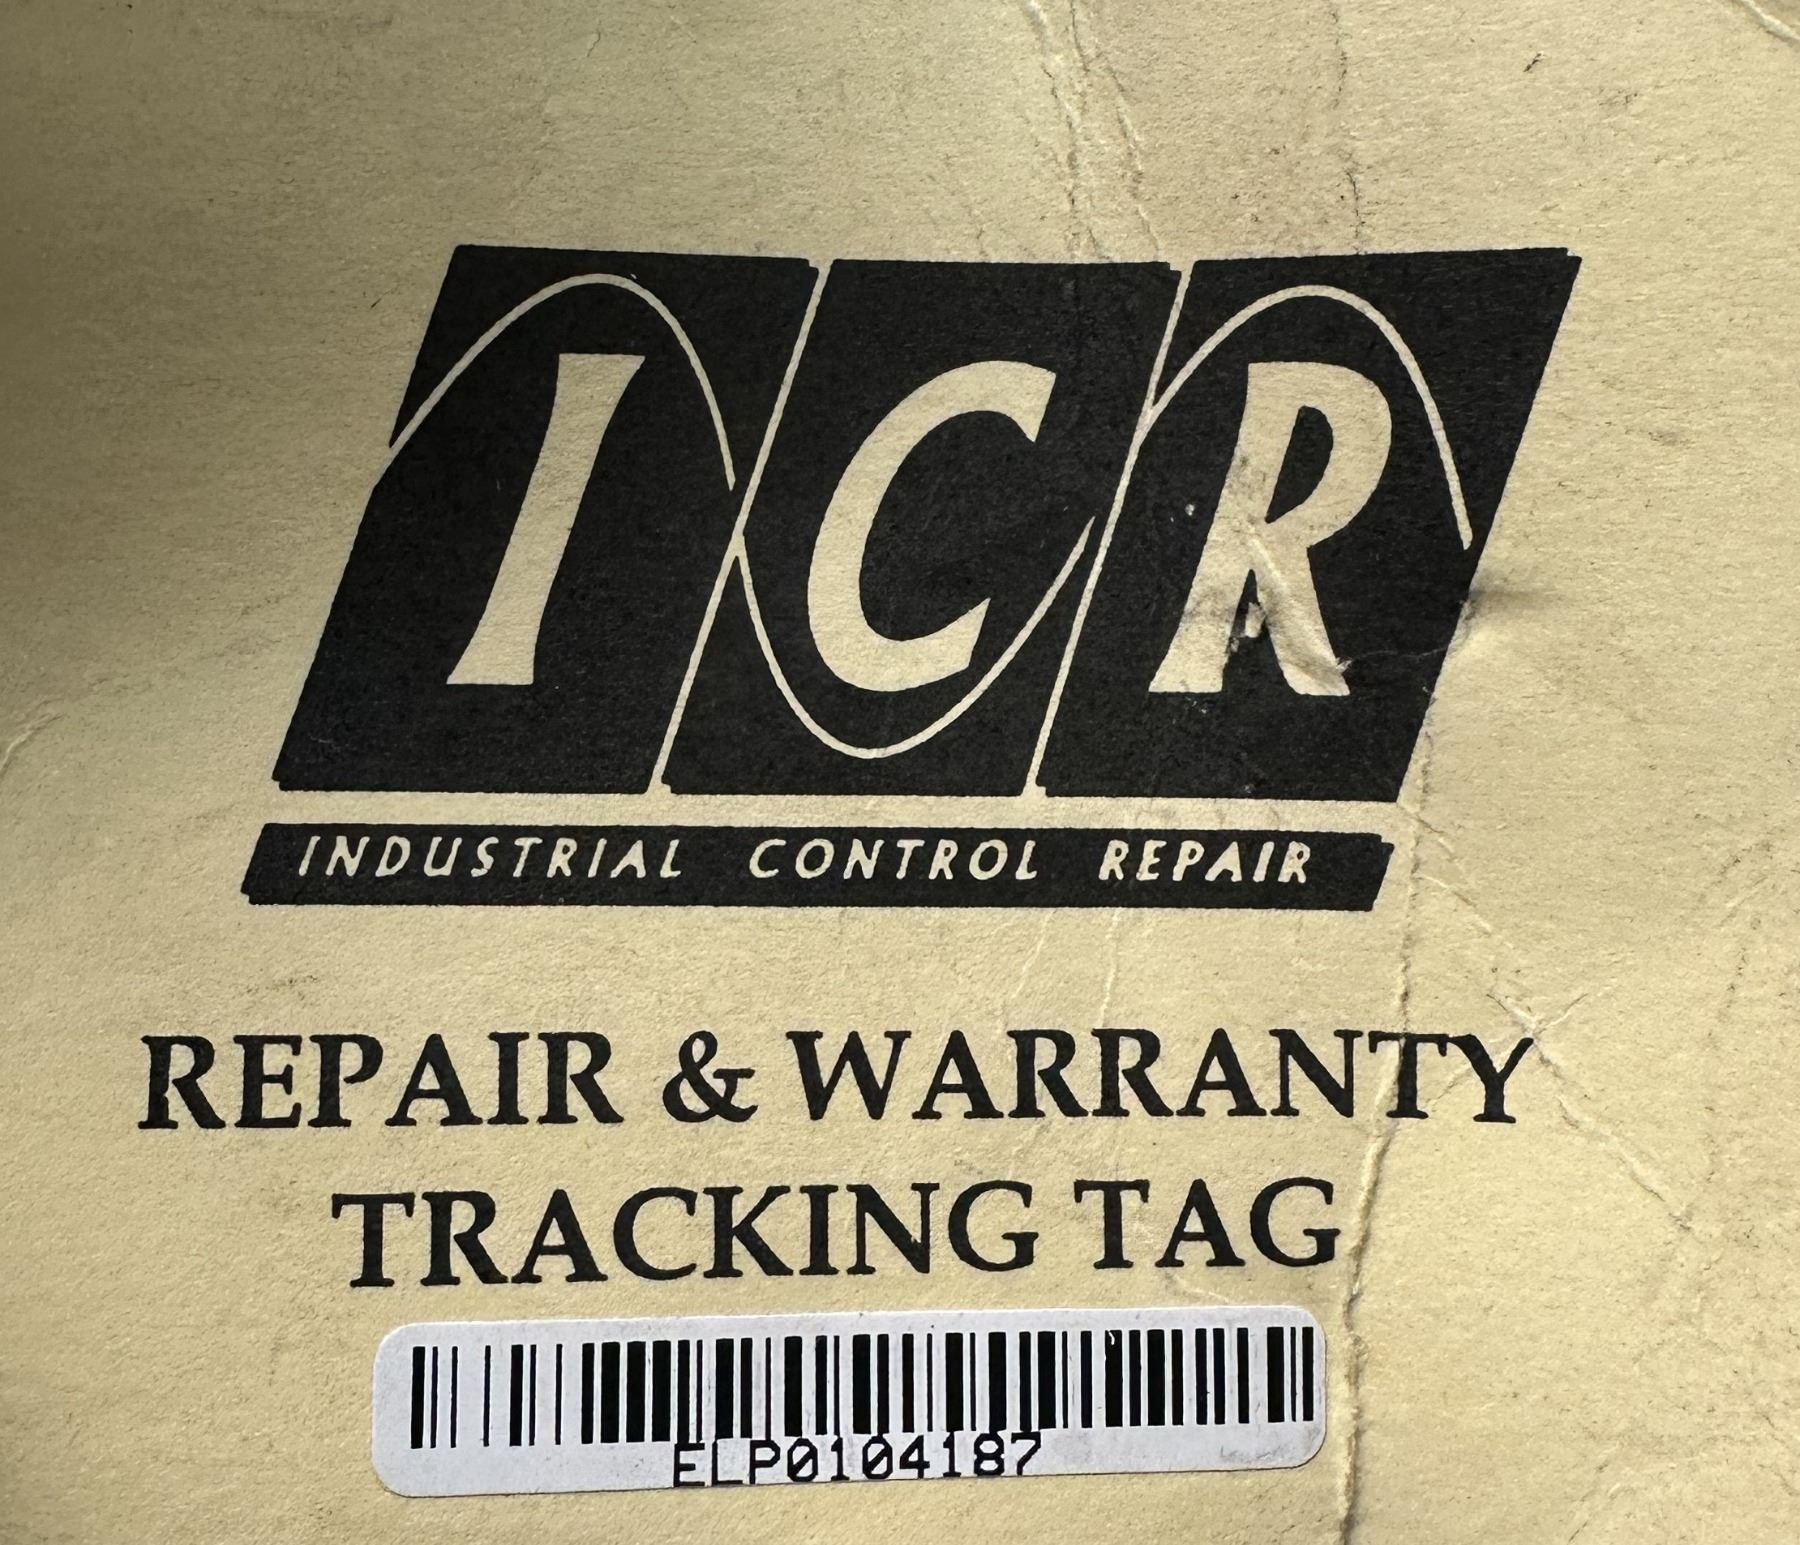 ICR
INDUSTRIAL CONTROL REPAIR
REPAIR & WARRANTY
TRACKING TAG
ELP0104187